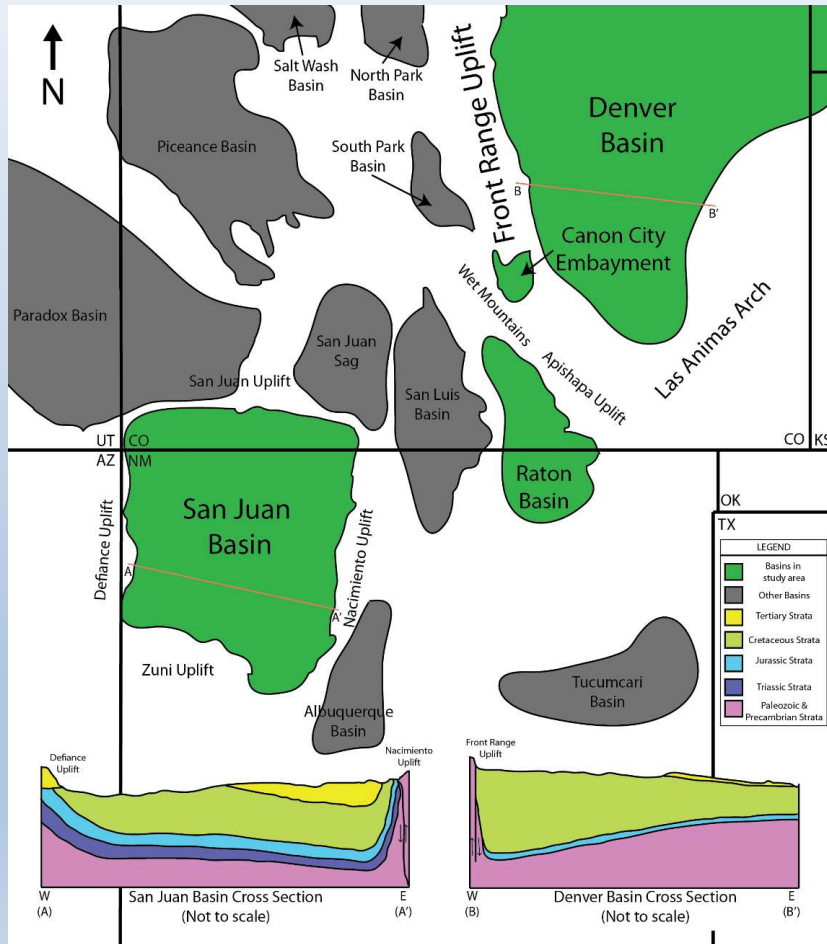 N
Salt Wash
Basin
North Park
Basin
Front Range Uplift
Denver
Basin
Piceance Basin
South Park
Basin
B
B'
Canon City
Embayment
Wet Mountains
Paradox Basin
San Juan
Sag
Las Animas Arch
San Juan Uplift
San Luis
Basin
Apishapa Uplift
UT
CO
CO
KS
AZ
NM
Raton
Basin
OK
TX
San Juan
Basin
Defiance Uplift
Nacimiento Uplift
A
A'
LEGEND
Basins in
study area
Other Basins
Tertiary Strata
Cretaceous Strata
Jurassic Strata
Triassic Strata
Paleozoic &
Precambrian Strata
Zuni Uplift
Tucumcari
Basin
Albuquerque
Basin
Defiance
Uplift
Nacimiento
Uplift
Front Range
Uplift
W
(A)
San Juan Basin Cross Section
(Not to scale)
E
(A')
W
(B)
Denver Basin Cross Section
(Not to scale)
E
(B')